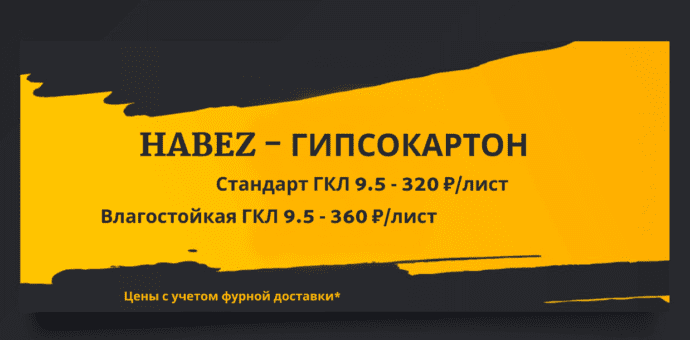 HABEZ – ГИПСОКАРТОН
Стандарт ГКЛ 9.5 - 320 ₽/лист
Влагостойкая ГКЛ 9.5 - 360 ₽/лист
Цены с учетом фурной доставки*